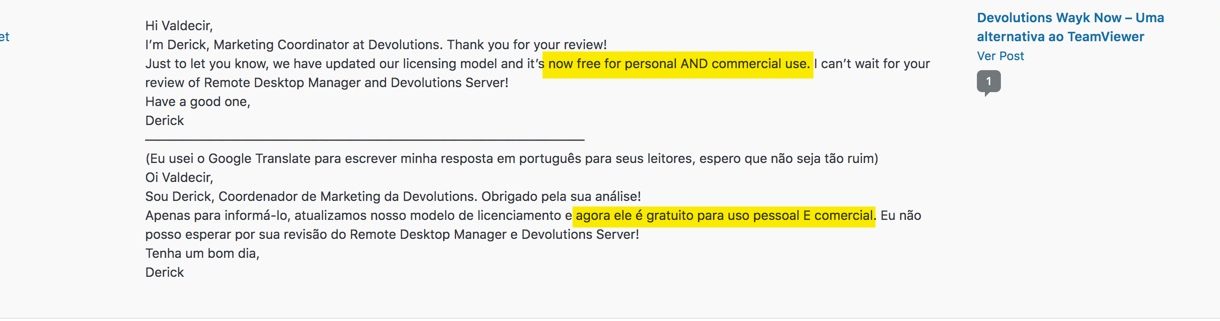 et
Hi Valdecir,
I'm Derick, Marketing Coordinator at Devolutions. Thank you for your review!
Just to let you know, we have updated our licensing model and it's now free for personal AND commercial use. I can't wait for your
review of Remote Desktop Manager and Devolutions Server!
Have a good one,
Derick
(Eu usei o Google Translate para escrever minha resposta em português para seus leitores, espero que não seja tão ruim)
Oi Valdecir,
Sou Derick, Coordenador de Marketing da Devolutions. Obrigado pela sua análise!
Apenas para informá-lo, atualizamos nosso modelo de licenciamento e agora ele é gratuito para uso pessoal E comercial. Eu não
posso esperar por sua revisão do Remote Desktop Manager e Devolutions Server!
Tenha um bom dia,
Derick
Devolutions Wayk Now – Uma
alternativa ao TeamViewer
Ver Post
1